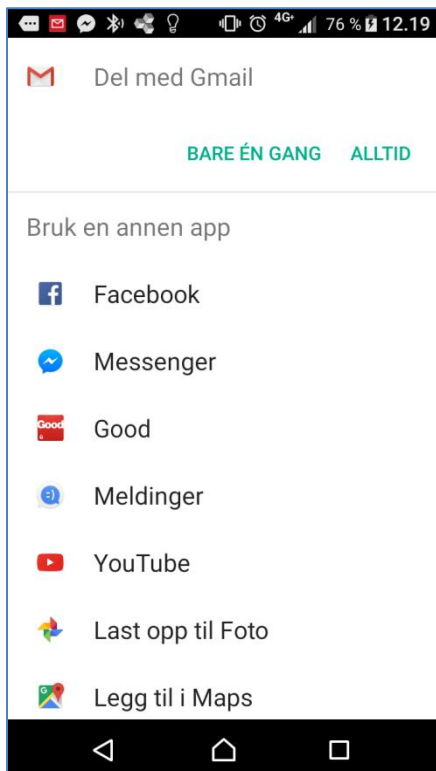 4G+ 76 % 12.19
Del med Gmail
BARE ÉN GANG ALLTID
Bruk en annen app
Facebook
Messenger
Good
Good
Meldinger
YouTube
Last opp til Foto
Legg til i Maps